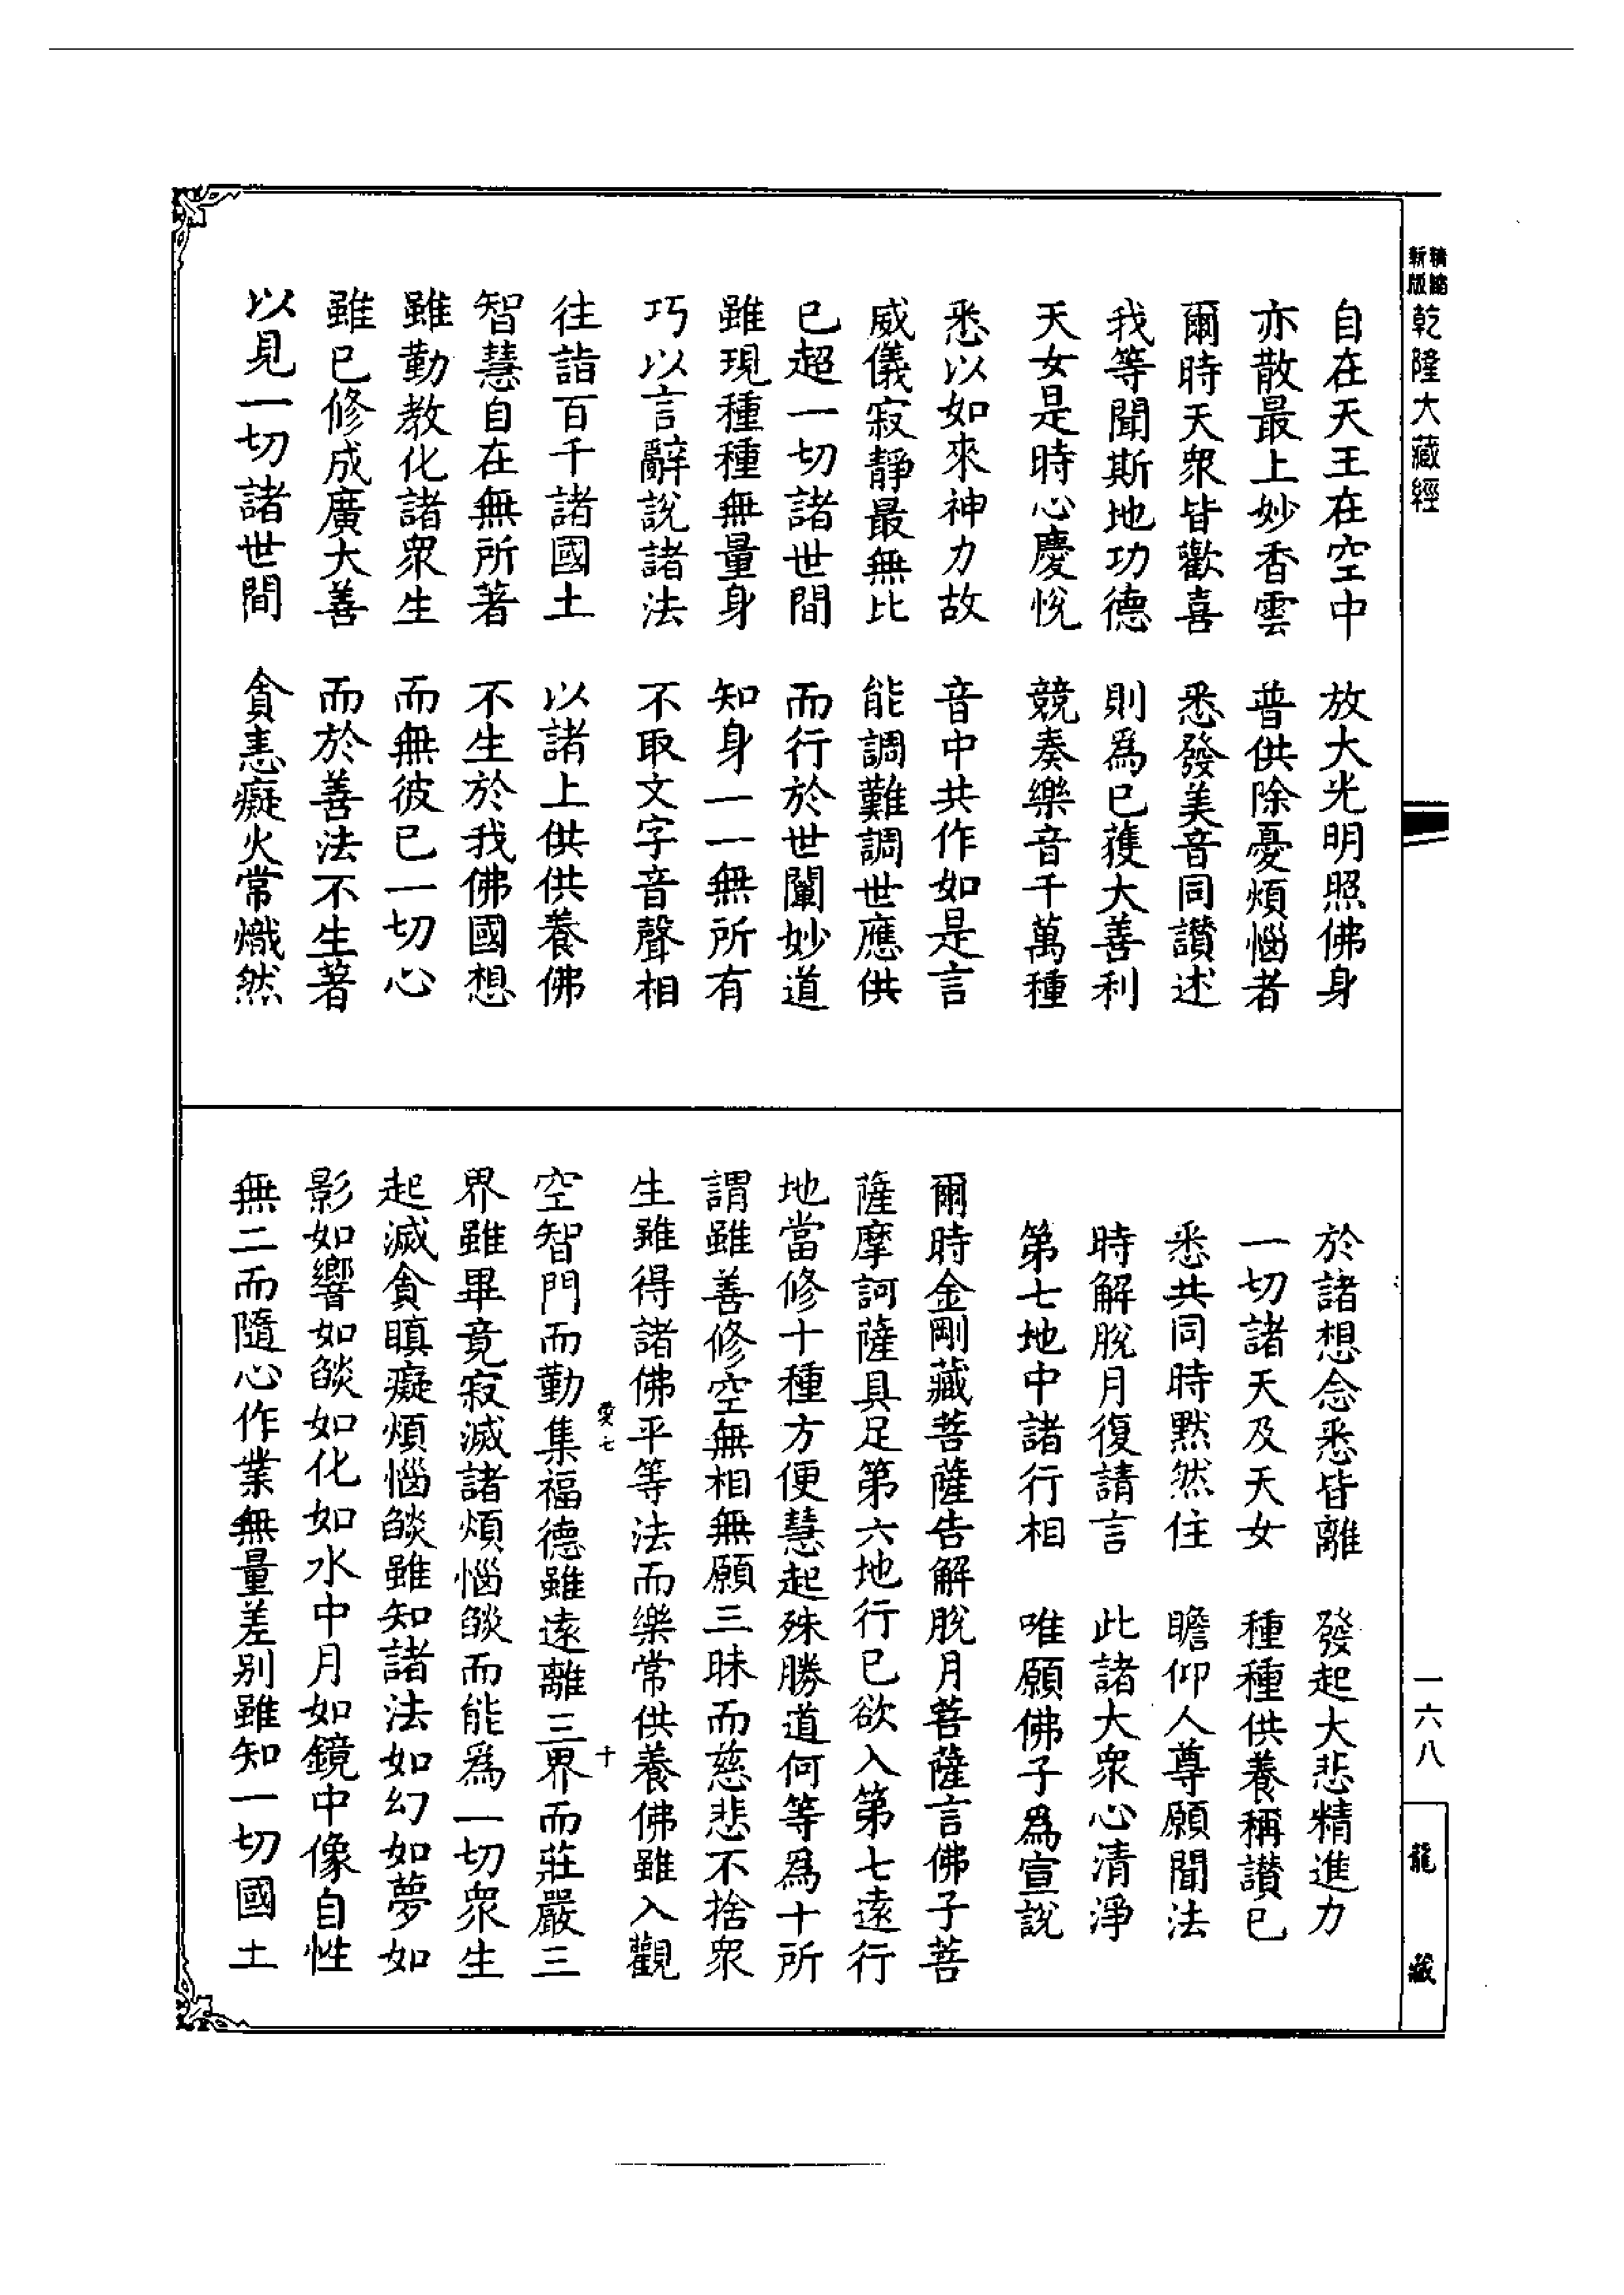 新版
精縮
乾隆大藏經
一六八
龍藏
自在天王在空中　放大光明照佛身
亦散最上妙香雲　普供除憂煩惱者
爾時天衆皆歡喜　悉發美音同讚述
我等聞斯地功德　則爲已獲大善利
天女是時心慶悅　競奏樂音千萬種
悉以如來神力故　音中共作如是言
威儀寂靜最無比　能調難調世應供
已超一切諸世間　而行於世闡妙道
雖現種種無量身　知身一一無所有
巧以言辭說諸法　不取文字音聲相
往詣百千諸國土　以諸上供供養佛
智慧自在無所著　不生於我佛國想
雖勤教化諸衆生　而無彼已一切心
雖已修成廣大善　而於善法不生著
以見一切諸世間　貪恚癡火常熾然
於諸想念悉皆離　發起大悲精進力
一切諸天及天女　種種供養稱讚已
悉共同時黙然住　瞻仰人尊願聞法
時解脫月復請言　此諸大衆心清淨
第七地中諸行相　唯願佛子爲宣說
爾時金剛藏菩薩告解脫月菩薩言佛子菩
薩摩訶薩具足第六地行已欲入第七遠行
地當修十種方便慧起殊勝道何等爲十所
謂雖善修空無相無願三昧而慈悲不捨衆
生雖得諸佛平等法而樂常供養佛雖入觀
愛七
十
空智門而勤集福德雖遠離三界而莊嚴三
界雖畢竟寂滅諸煩惱燄而能爲一切衆生
起滅貪瞋癡煩惱燄雖知諸法如幻如夢如
影如響如燄如化如水中月如鏡中像自性
無二而隨心作業無量差别雖知一切國土